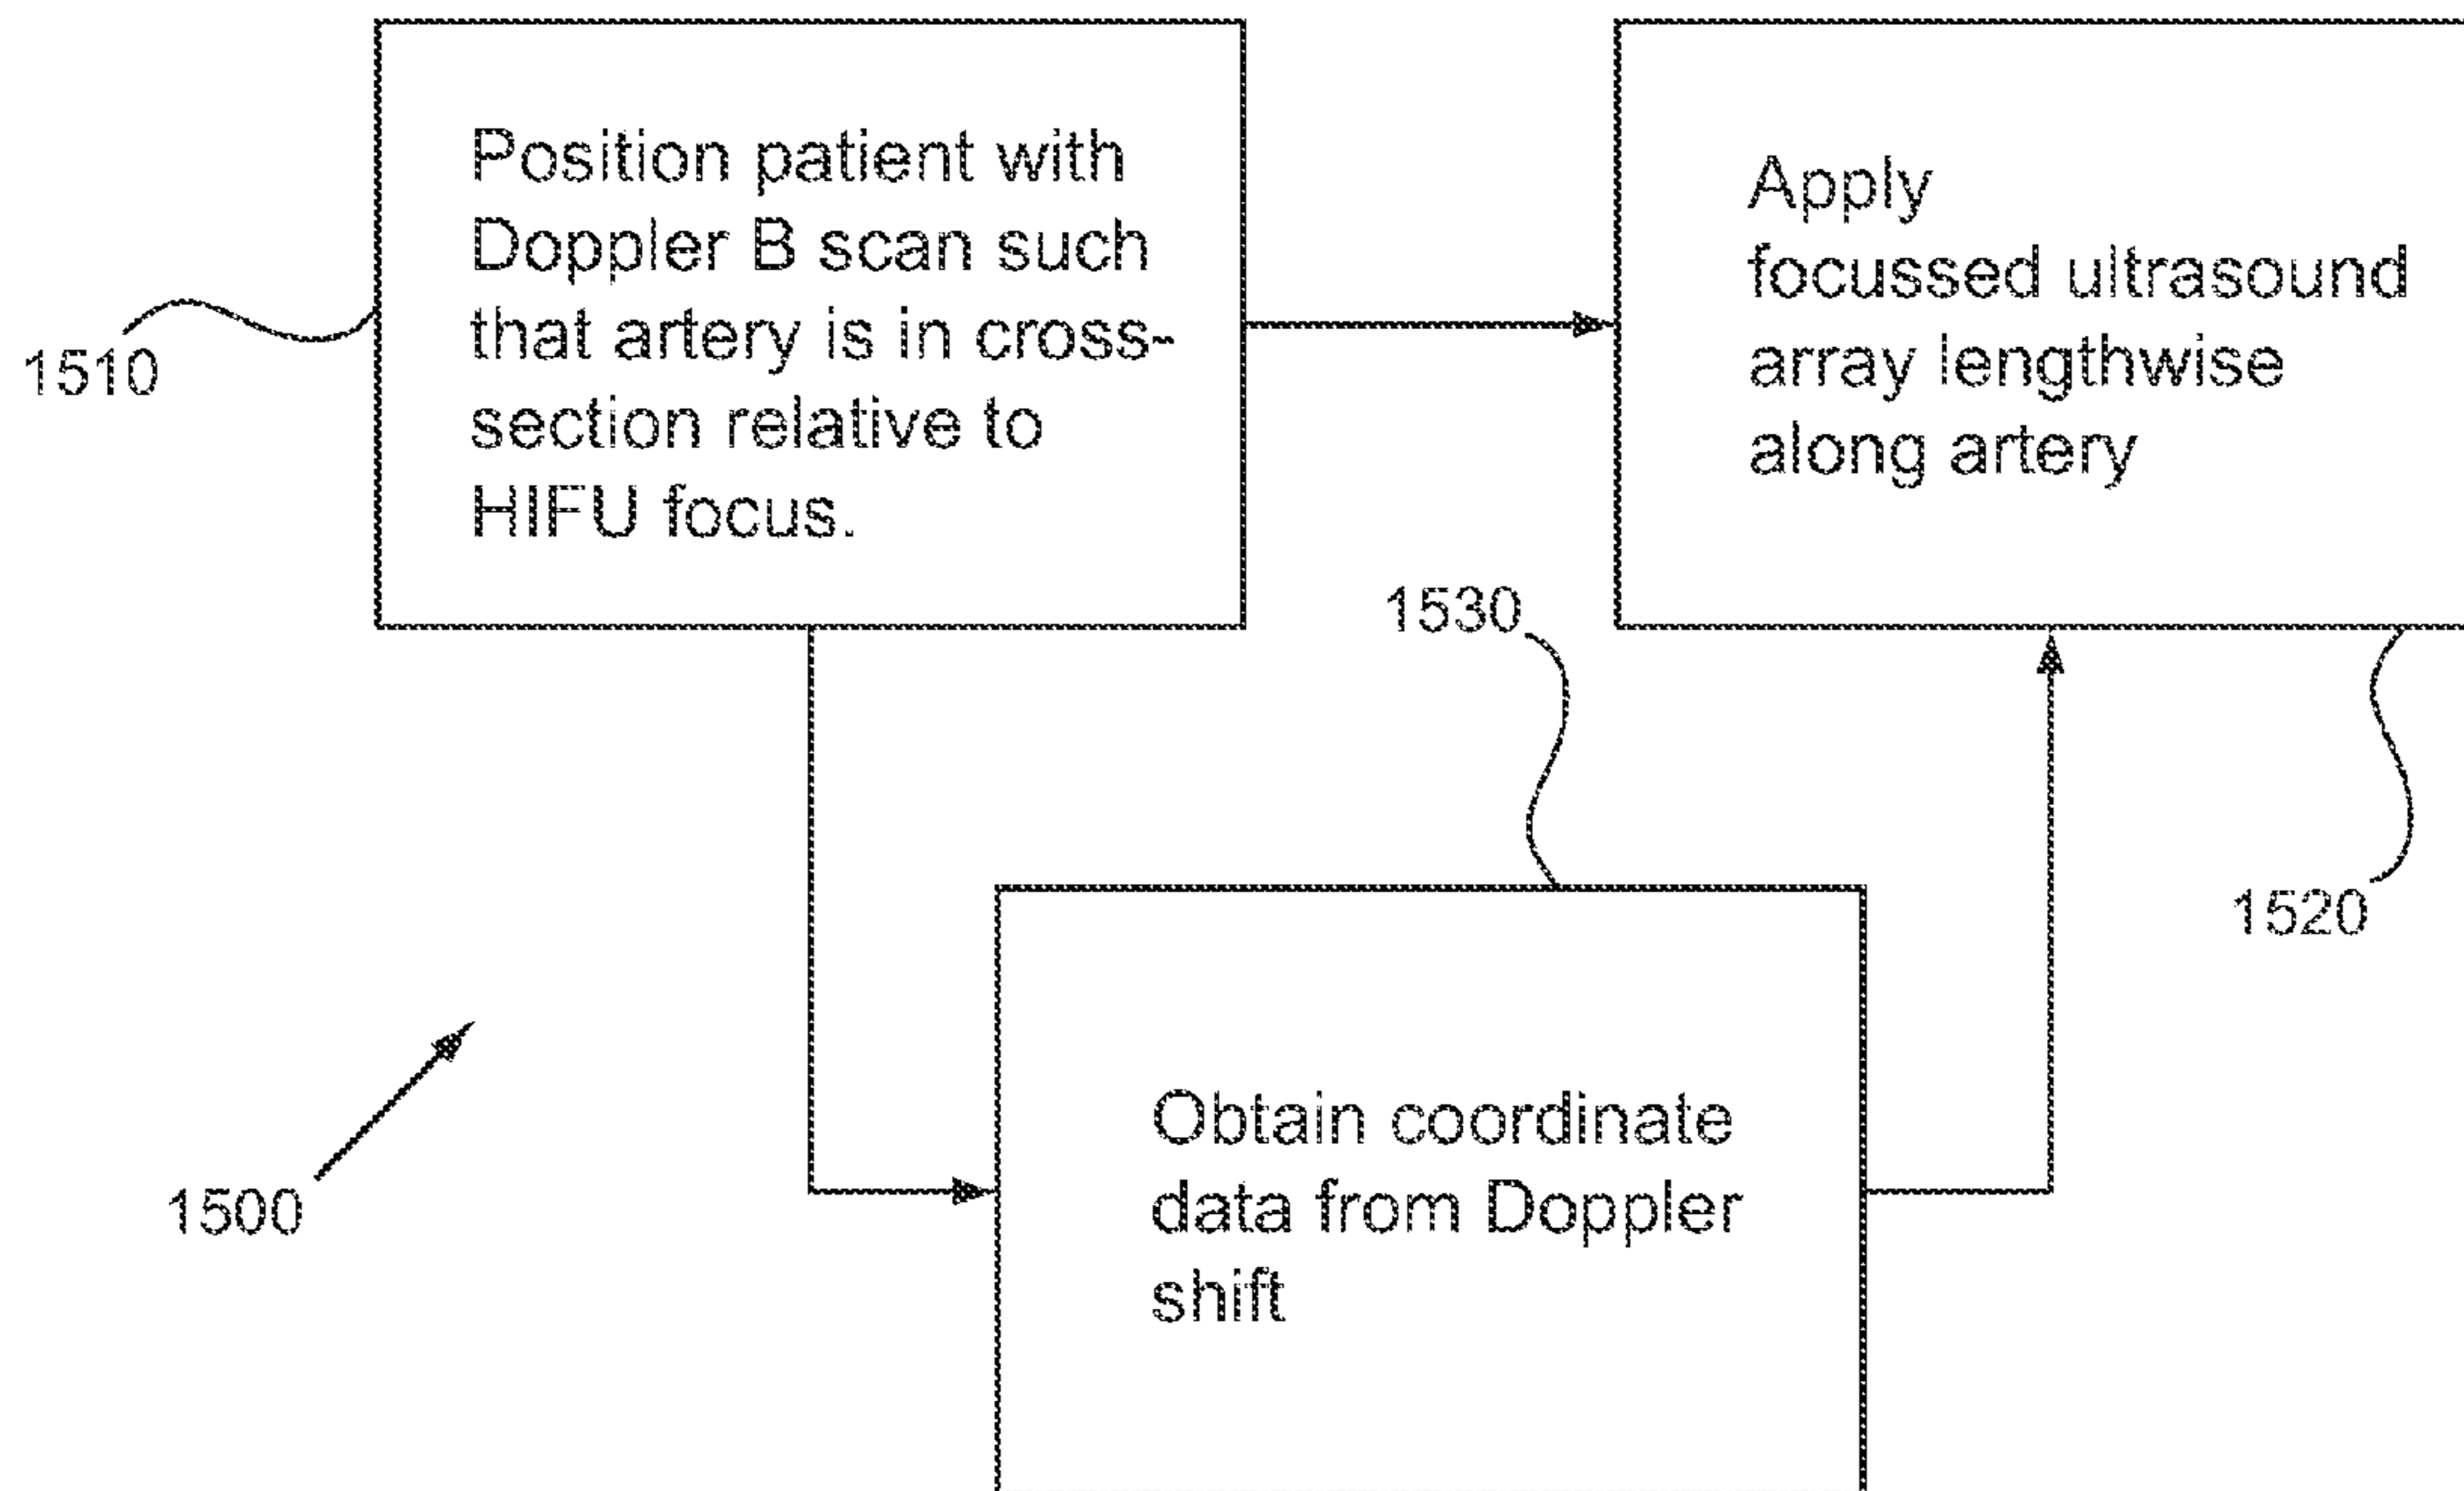 Position patient with
Doppler B scan such
that artery is in cross-
section relative to
HIFU focus.
1510
Apply
focussed ultrasound
array lengthwise
along artery
1530
1520
Obtain coordinate
data from Doppler
shift
1500